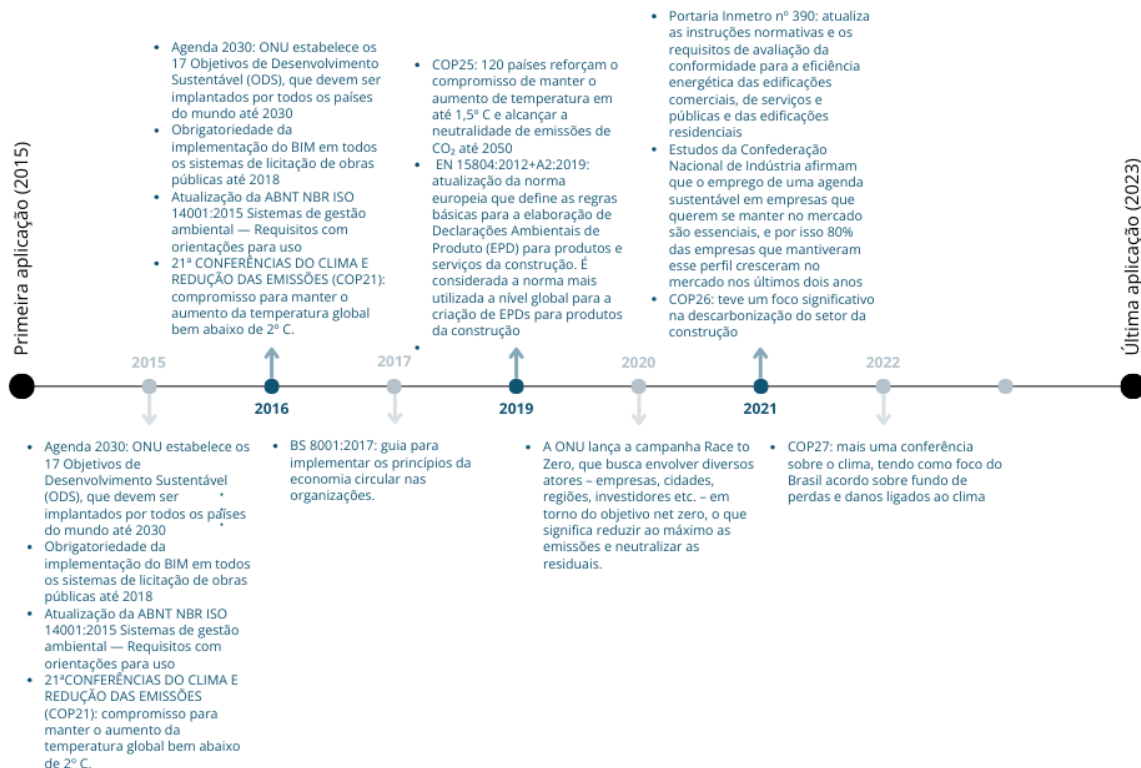 Primeira aplicação (2015)
• Agenda 2030: ONU estabelece os
17 Objetivos de Desenvolvimento
Sustentável (ODS), que devem ser
implantados por todos os países
do mundo até 2030
• Obrigatoriedade da
implementação do BIM em todos
os sistemas de licitação de obras
públicas até 2018
• Atualização da ABNT NBR ISO
14001:2015 Sistemas de gestão
ambiental — Requisitos com
orientações para uso
• 21ª CONFERÊNCIAS DO CLIMA E
REDUÇÃO DAS EMISSÕES (COP21):
compromisso para manter o
aumento da temperatura global
bem abaixo de 2º C.
• COP25: 120 países reforçam o
compromisso de manter o
aumento de temperatura em
até 1,5º C e alcançar a
neutralidade de emissões de
CO₂ até 2050
• EN 15804:2012+A2:2019:
atualização da norma
europeia que define as regras
básicas para a elaboração de
Declarações Ambientais de
Produto (EPD) para produtos e
serviços da construção. É
considerada a norma mais
utilizada a nível global para a
criação de EPDs para produtos
da construção
•
• Portaria Inmetro nº 390: atualiza
as instruções normativas e os
requisitos de avaliação da
conformidade para a eficiência
energética das edificações
comerciais, de serviços e
públicas e das edificações
residenciais
• Estudos da Confederação
Nacional de Indústria afirmam
que o emprego de uma agenda
sustentável em empresas que
querem se manter no mercado
são essenciais, e por isso 80%
das empresas que mantiveram
esse perfil cresceram no
mercado nos últimos dois anos
• COP26: teve um foco significativo
na descarbonização do setor da
construção
Última aplicação (2023)
2015
2017
2020
2022
2016
2019
2021
• Agenda 2030: ONU estabelece os
17 Objetivos de
Desenvolvimento Sustentável
(ODS), que devem ser
implantados por todos os países
do mundo até 2030
• Obrigatoriedade da
implementação do BIM em todos
os sistemas de licitação de obras
públicas até 2018
• Atualização da ABNT NBR ISO
14001:2015 Sistemas de gestão
ambiental — Requisitos com
orientações para uso
• 21ªCONFERÊNCIAS DO CLIMA E
REDUÇÃO DAS EMISSÕES
(COP21): compromisso para
manter o aumento da
temperatura global bem abaixo
de 2º C.
• BS 8001:2017: guia para
implementar os princípios da
economia circular nas
organizações.
• A ONU lança a campanha Race to
Zero, que busca envolver diversos
atores – empresas, cidades,
regiões, investidores etc. – em
torno do objetivo net zero, o que
significa reduzir ao máximo as
emissões e neutralizar as
residuais.
• COP27: mais uma conferência
sobre o clima, tendo como foco do
Brasil acordo sobre fundo de
perdas e danos ligados ao clima